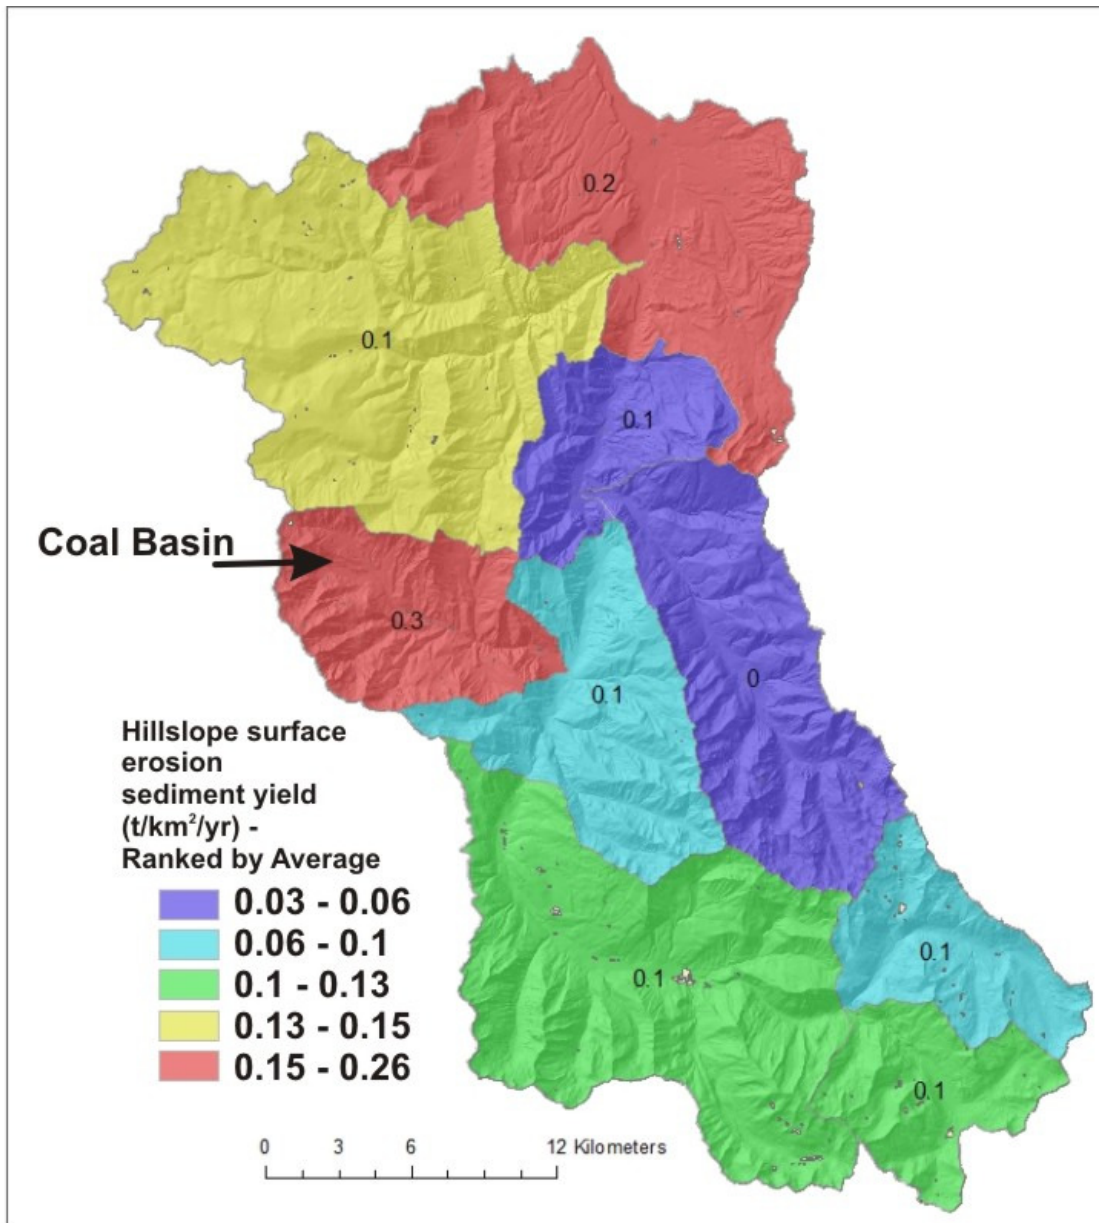 0.2
0.1
0.1
Coal Basin
0.3
0
0.1
Hillslope surface
erosion
sediment yield
(t/km²/yr) -
Ranked by Average
0.03 - 0.06
0.06 - 0.1
0.1 - 0.13
0.13 - 0.15
0.15 - 0.26
0.1
0.1
0.1
0 3 6 12 Kilometers